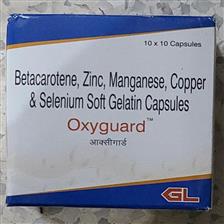 10 x 10 Capsules
Betacarotene, Zinc, Manganese, Copper
& Selenium Soft Gelatin Capsules
Oxyguard™
आक्सीगार्ड
GL